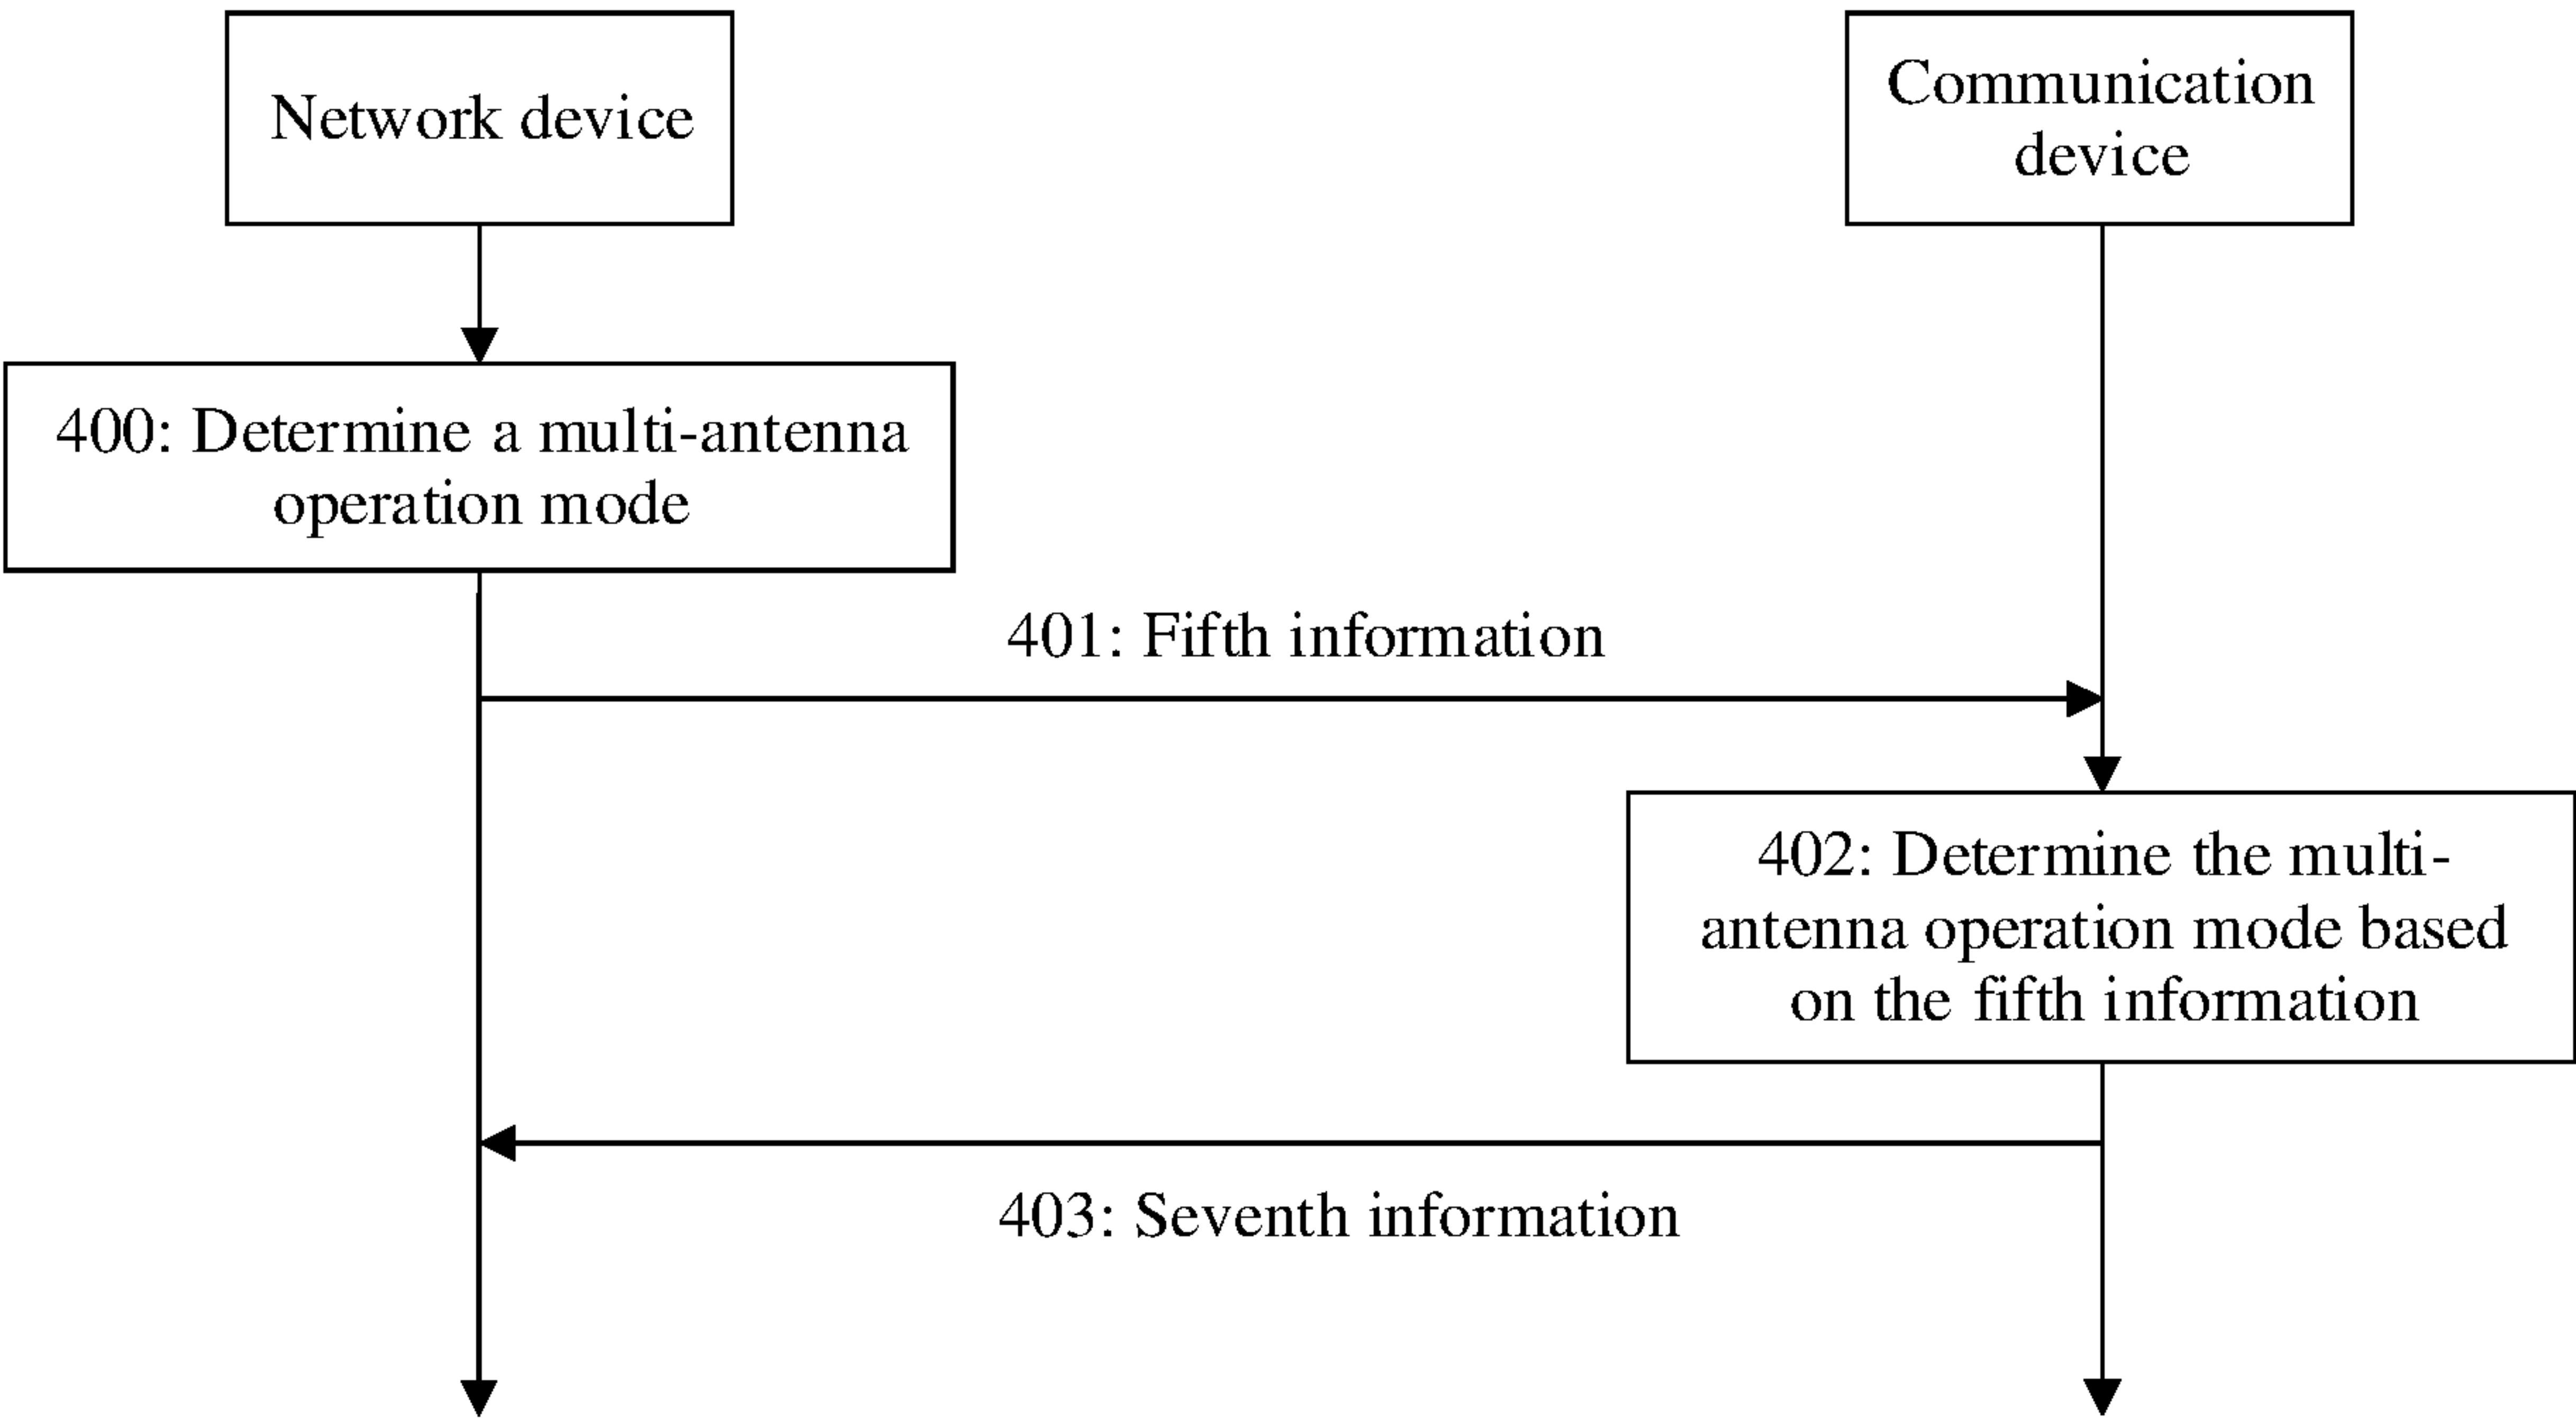 Network device
Communication
device
400: Determine a multi-antenna
operation mode
401: Fifth information
402: Determine the multi-
antenna operation mode based
on the fifth information
403: Seventh information